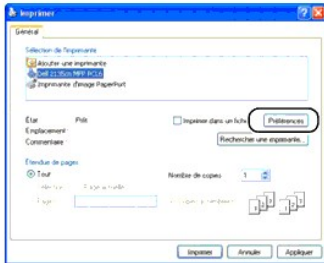 Imprimer
Général
Sélection de l'imprimante
Ajouter une imprimante
Dell 2135cn MFP PCL6
Imprimante d'image PaperPort
État Prêt
Emplacement
Commentaire
Imprimer dans un fichier
Préférences
Rechercher une imprimante...
Étendue de pages
Tout
Nombre de copies 1
Imprimer Annuler Appliquer